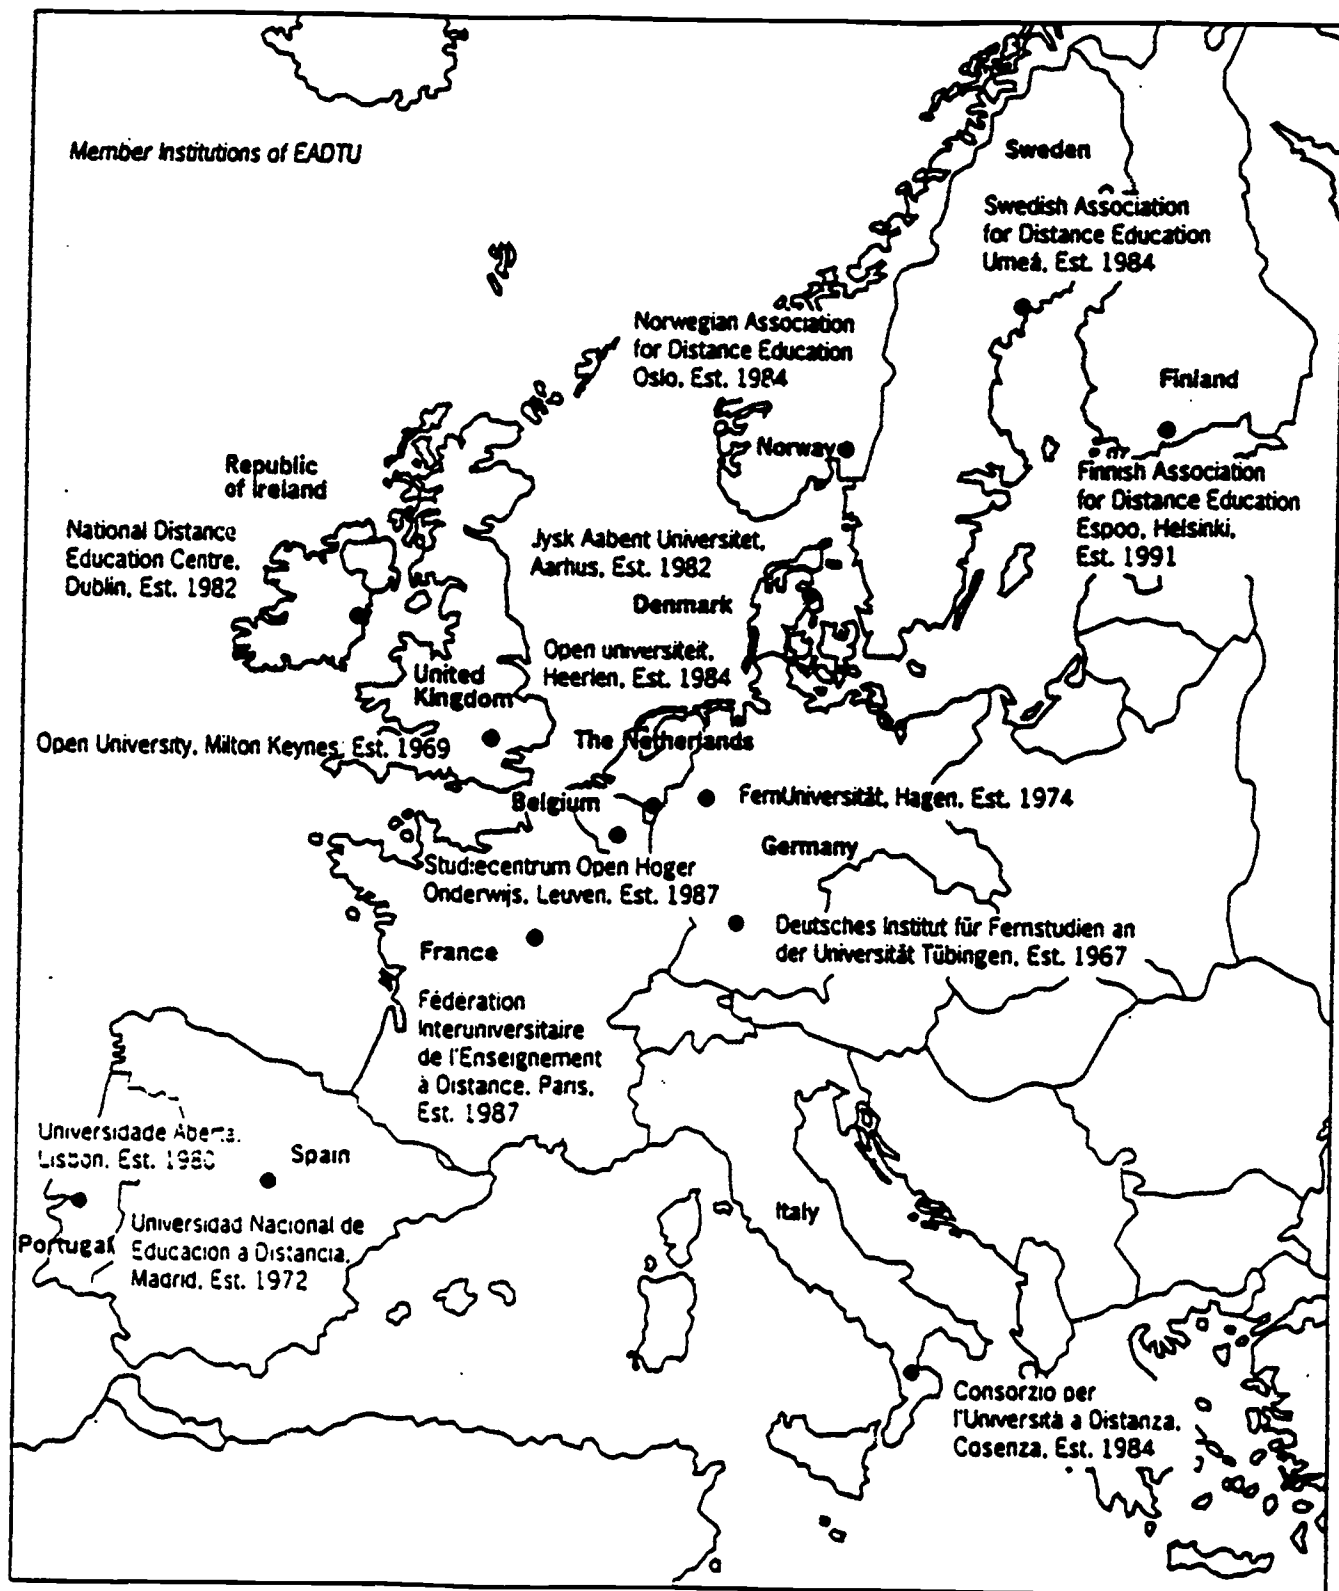 Member Institutions of EADTU
Sweden
Swedish Association
for Distance Education
Umeå, Est. 1984
Norwegian Association
for Distance Education
Oslo, Est. 1984
Finland
Norway
Republic
of Ireland
Finnish Association
for Distance Education
Espoo, Helsinki,
Est. 1991
National Distance
Education Centre,
Dublin, Est. 1982
Jysk Aabent Universitet,
Aarhus, Est. 1982
Denmark
Open universiteit,
Heerlen, Est. 1984
United
Kingdom
Open University, Milton Keynes, Est. 1969
The Netherlands
Belgium
FernUniversität, Hagen, Est. 1974
Germany
Studiecentrum Open Hoger
Onderwijs, Leuven, Est. 1987
Deutsches Institut für Fernstudien an
der Universität Tübingen, Est. 1967
France
Fédération
Interuniversitaire
de l'Enseignement
à Distance, Paris,
Est. 1987
Universidade Aberta,
Lisbon, Est.
Spain
Portugal
Universidad Nacional de
Educacion a Distancia,
Madrid, Est. 1972
Italy
Consorzio per
l'Università a Distanza,
Cosenza, Est. 1984